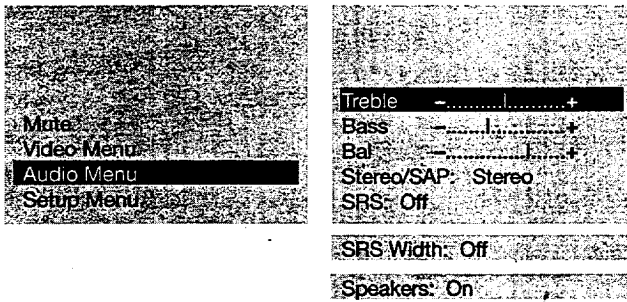 Mute
Video Menu
Audio Menu
Setup Menu
Treble -..........|..........+
Bass -.......|.............+
Bal -..............|......+
Stereo/SAP: Stereo
SRS: Off
SRS Width: Off
Speakers: On